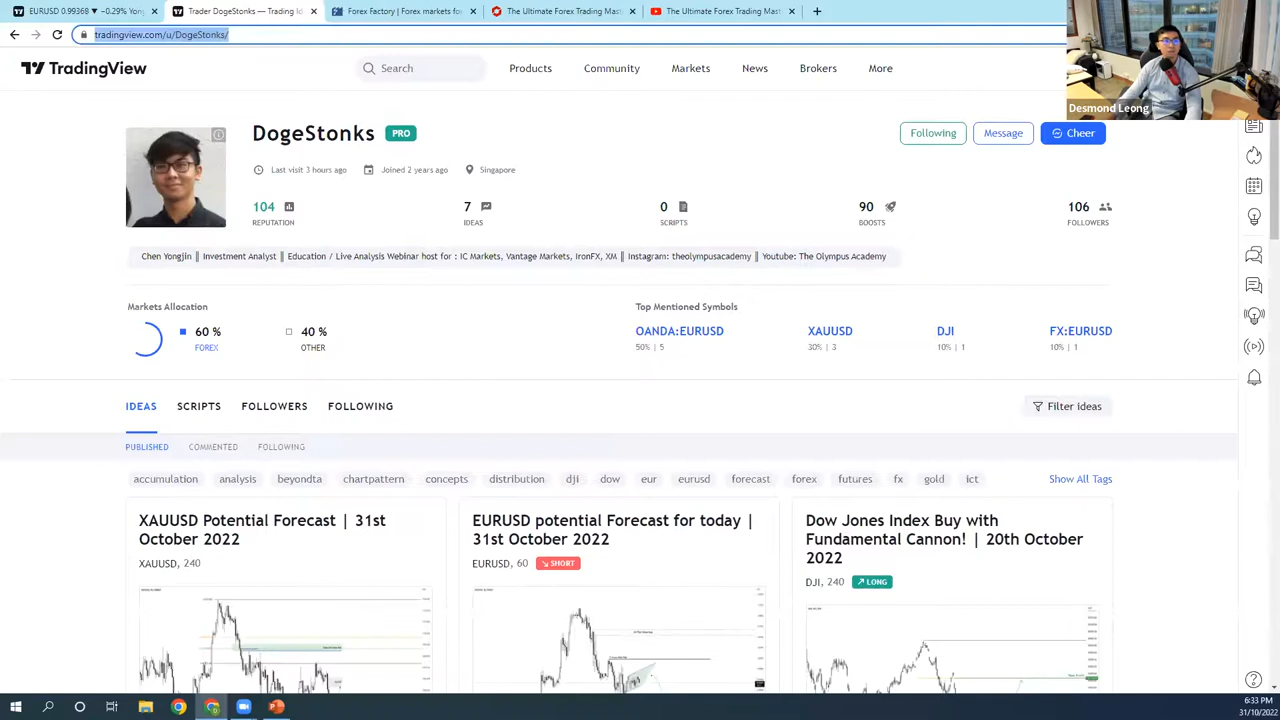 EURUSD 0.99368 ▼ −0.29% Yong
Trader DogeStonks — Trading Ide
Forex Factory | Forex markets for
The Ultimate Forex Trading Mast
The Ultimate Forex Trading Mast
tradingview.com/u/DogeStonks/
TradingView
Search
Products
Community
Markets
News
Brokers
More
Desmond Leong
DogeStonks
PRO
Following
Message
Cheer
Last visit 3 hours ago
Joined 2 years ago
Singapore
104
REPUTATION
7
IDEAS
0
SCRIPTS
90
BOOSTS
106
FOLLOWERS
Chen Yongjin ║ Investment Analyst ║ Education / Live Analysis Webinar host for : IC Markets, Vantage Markets, IronFX, XM ║ Instagram: theolympusacademy ║ Youtube: The Olympus Academy
Markets Allocation
60 %
FOREX
40 %
OTHER
Top Mentioned Symbols
OANDA:EURUSD
50% | 5
XAUUSD
30% | 3
DJI
10% | 1
FX:EURUSD
10% | 1
IDEAS
SCRIPTS
FOLLOWERS
FOLLOWING
Filter ideas
PUBLISHED
COMMENTED
FOLLOWING
accumulation
analysis
beyondta
chartpattern
concepts
distribution
dji
dow
eur
eurusd
forecast
forex
futures
fx
gold
ict
Show All Tags
XAUUSD Potential Forecast | 31st
October 2022
XAUUSD, 240
EURUSD potential Forecast for today |
31st October 2022
EURUSD, 60
SHORT
Dow Jones Index Buy with
Fundamental Cannon! | 20th October
2022
DJI, 240
LONG
6:33 PM
31/10/2022